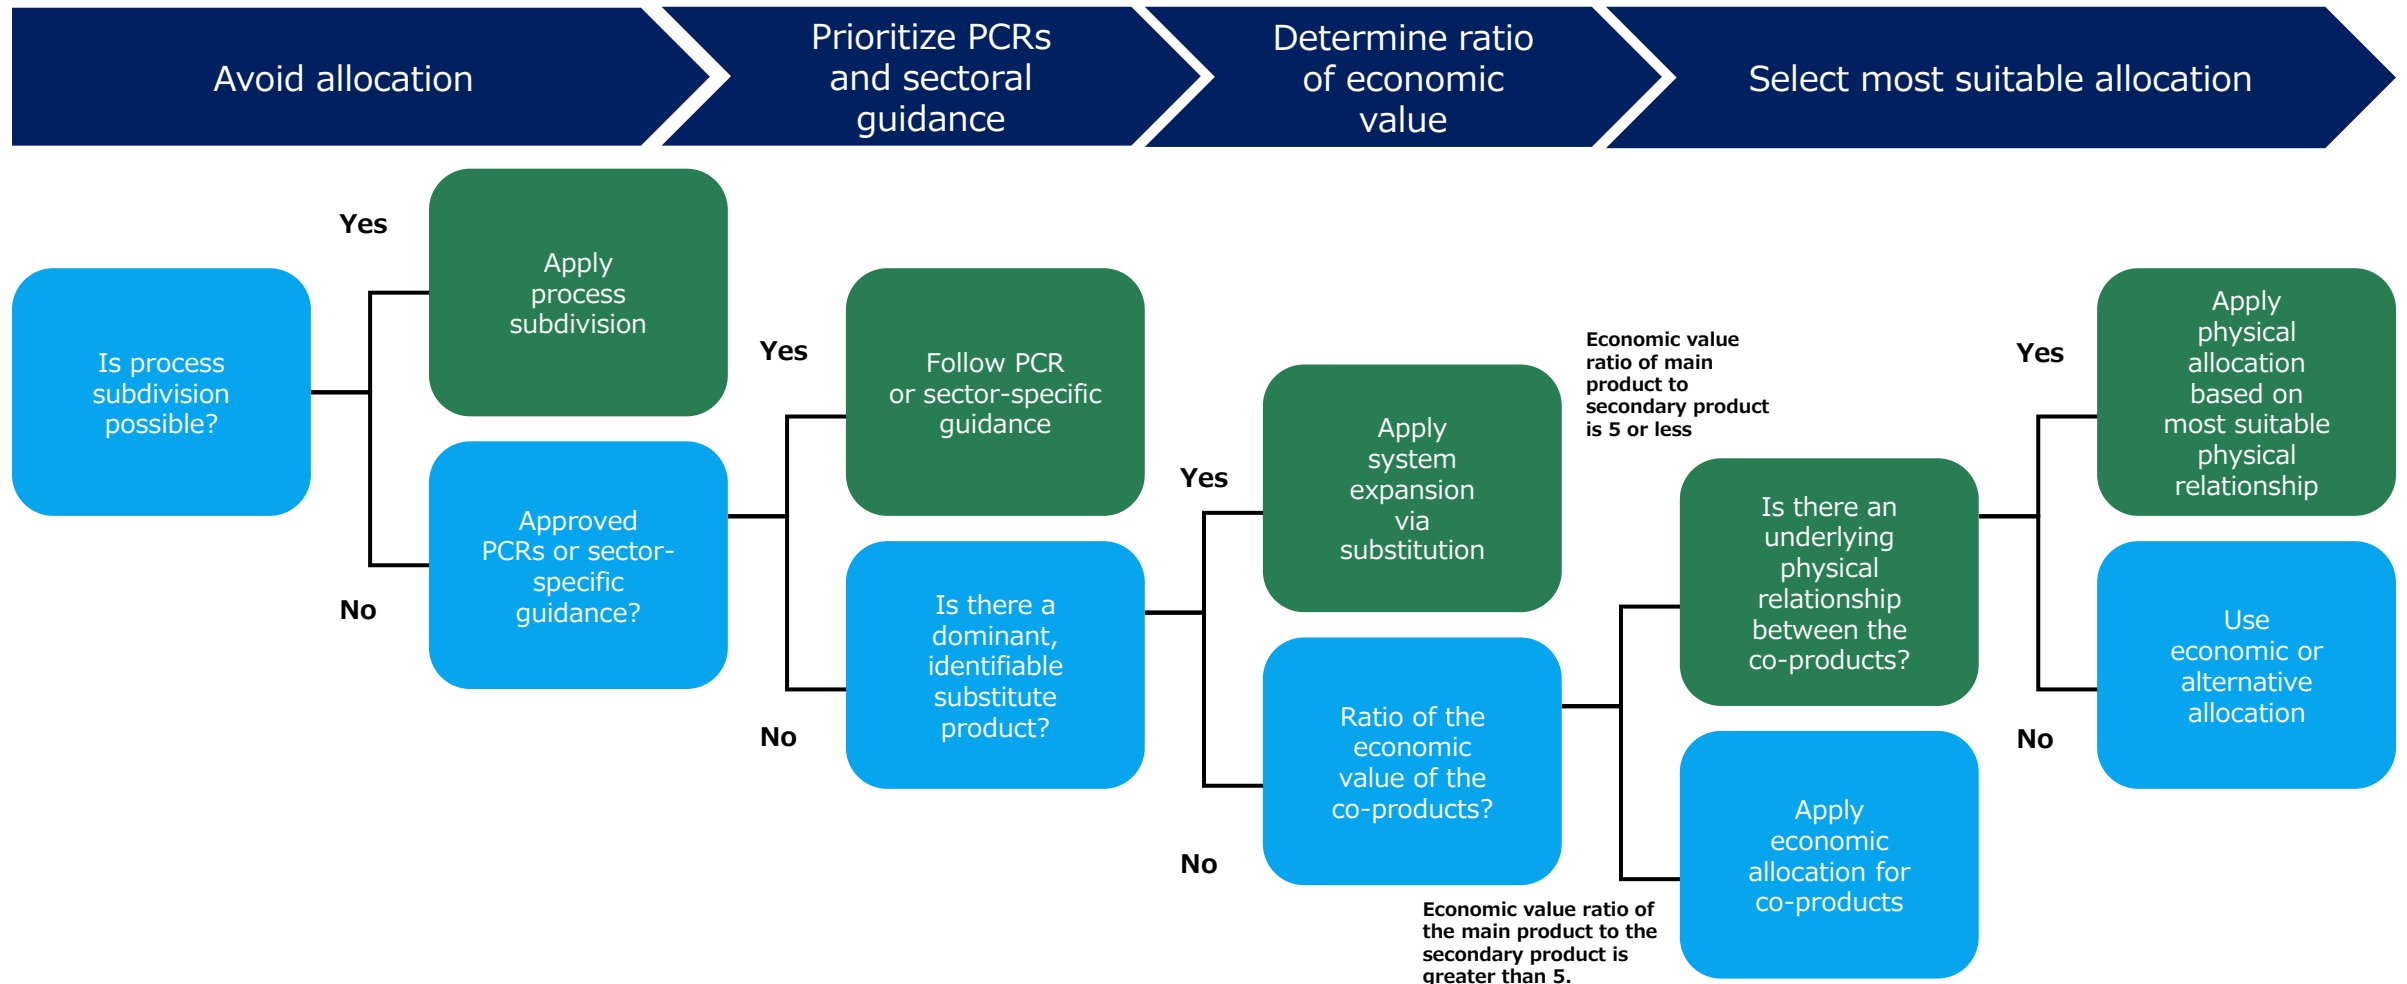 Avoid allocation
Prioritize PCRs
and sectoral
guidance
Determine ratio
of economic
value
Select most suitable allocation
Is process
subdivision
possible?
Yes
No
Apply
process
subdivision
Approved
PCRs or sector-
specific
guidance?
Yes
No
Follow PCR
or sector-specific
guidance
Is there a
dominant,
identifiable
substitute
product?
Yes
No
Apply
system
expansion
via
substitution
Ratio of the
economic
value of the
co-products?
Economic value
ratio of main
product to
secondary product
is 5 or less
Economic value ratio of
the main product to the
secondary product is
greater than 5.
Is there an
underlying
physical
relationship
between the
co-products?
Apply
economic
allocation for
co-products
Yes
No
Apply
physical
allocation
based on
most suitable
physical
relationship
Use
economic or
alternative
allocation